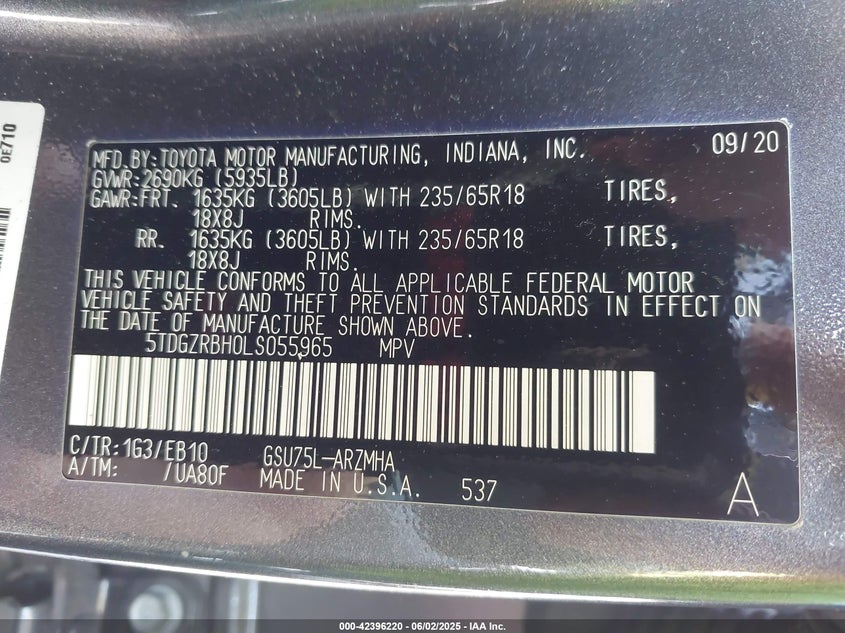 0E710
MFD.BY:TOYOTA MOTOR MANUFACTURING, INDIANA, INC. 09/20
GVWR:2690KG (5935LB)
GAWR:FRT. 1635KG (3605LB) WITH 235/65R18 TIRES,
18X8J RIMS.
RR. 1635KG (3605LB) WITH 235/65R18 TIRES,
18X8J RIMS.
THIS VEHICLE CONFORMS TO ALL APPLICABLE FEDERAL MOTOR
VEHICLE SAFETY AND THEFT PREVENTION STANDARDS IN EFFECT ON
THE DATE OF MANUFACTURE SHOWN ABOVE.
5TDGZRBH0LS055965 MPV
C/TR:1G3/EB10 GSU75L-ARZMHA
A/TM: /UA80F MADE IN U.S.A. 537 A
000-42396220 - 06/02/2025 - IAA Inc.